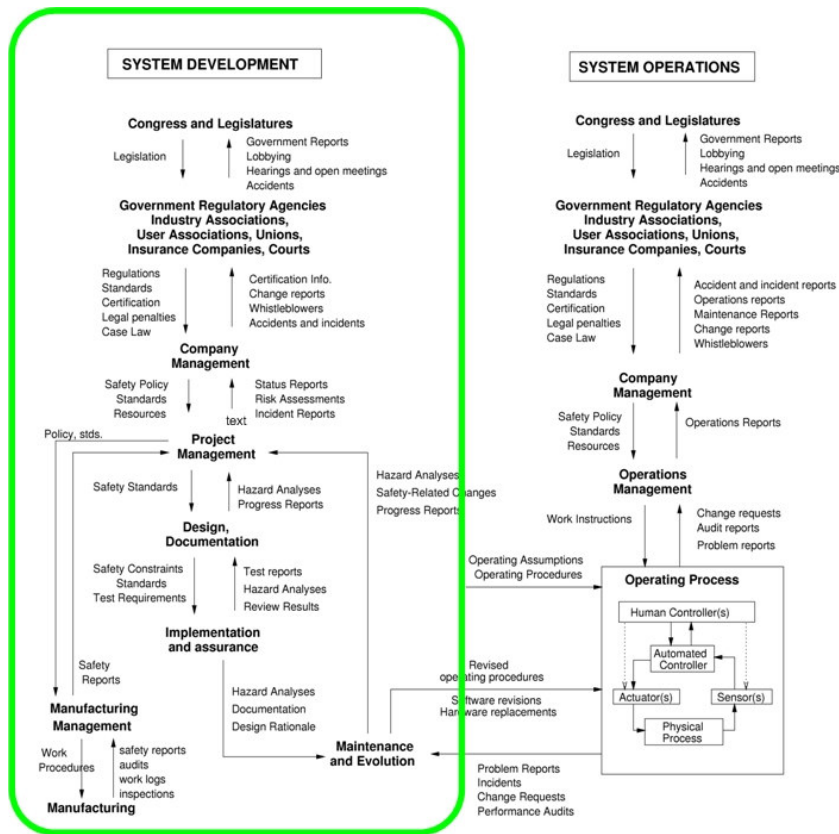 SYSTEM DEVELOPMENT
Congress and Legislatures
Legislation
Government Reports
Lobbying
Hearings and open meetings
Accidents
Government Regulatory Agencies
Industry Associations,
User Associations, Unions,
Insurance Companies, Courts
Regulations
Standards
Certification
Legal penalties
Case Law
Certification Info.
Change reports
Whistleblowers
Accidents and incidents
Company
Management
Safety Policy
Standards
Resources
Status Reports
Risk Assessments
Incident Reports
text
Policy, stds.
Project
Management
Safety Standards
Hazard Analyses
Progress Reports
Hazard Analyses
Safety-Related Changes
Progress Reports
Design,
Documentation
Safety Constraints
Standards
Test Requirements
Test reports
Hazard Analyses
Review Results
Implementation
and assurance
Safety
Reports
Hazard Analyses
Documentation
Design Rationale
Manufacturing
Management
Work
Procedures
safety reports
audits
work logs
inspections
Manufacturing
Maintenance
and Evolution
SYSTEM OPERATIONS
Congress and Legislatures
Legislation
Government Reports
Lobbying
Hearings and open meetings
Accidents
Government Regulatory Agencies
Industry Associations,
User Associations, Unions,
Insurance Companies, Courts
Regulations
Standards
Certification
Legal penalties
Case Law
Accident and incident reports
Operations reports
Maintenance Reports
Change reports
Whistleblowers
Company
Management
Safety Policy
Standards
Resources
Operations Reports
Operations
Management
Work Instructions
Change requests
Audit reports
Problem reports
Operating Assumptions
Operating Procedures
Operating Process
Human Controller(s)
Automated
Controller
Actuator(s)
Sensor(s)
Physical
Process
Revised
operating procedures
Software revisions
Hardware replacements
Problem Reports
Incidents
Change Requests
Performance Audits